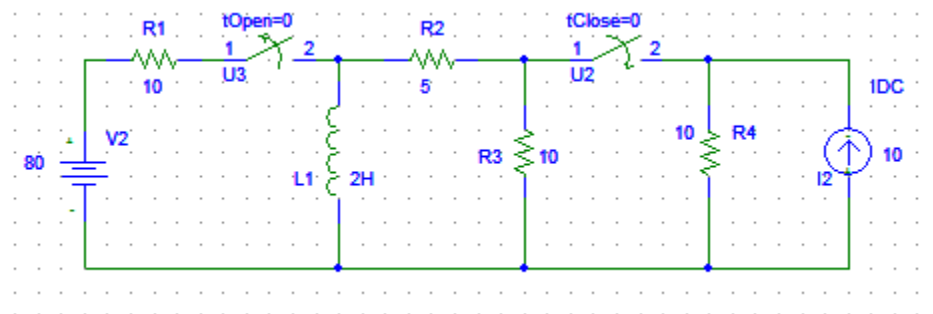 tOpen=0
tClose=0
R1
1
2
R2
1
2
U3
U2
10
5
IDC
+
V2
80
-
L1
2H
R3
10
10
R4
10
I2